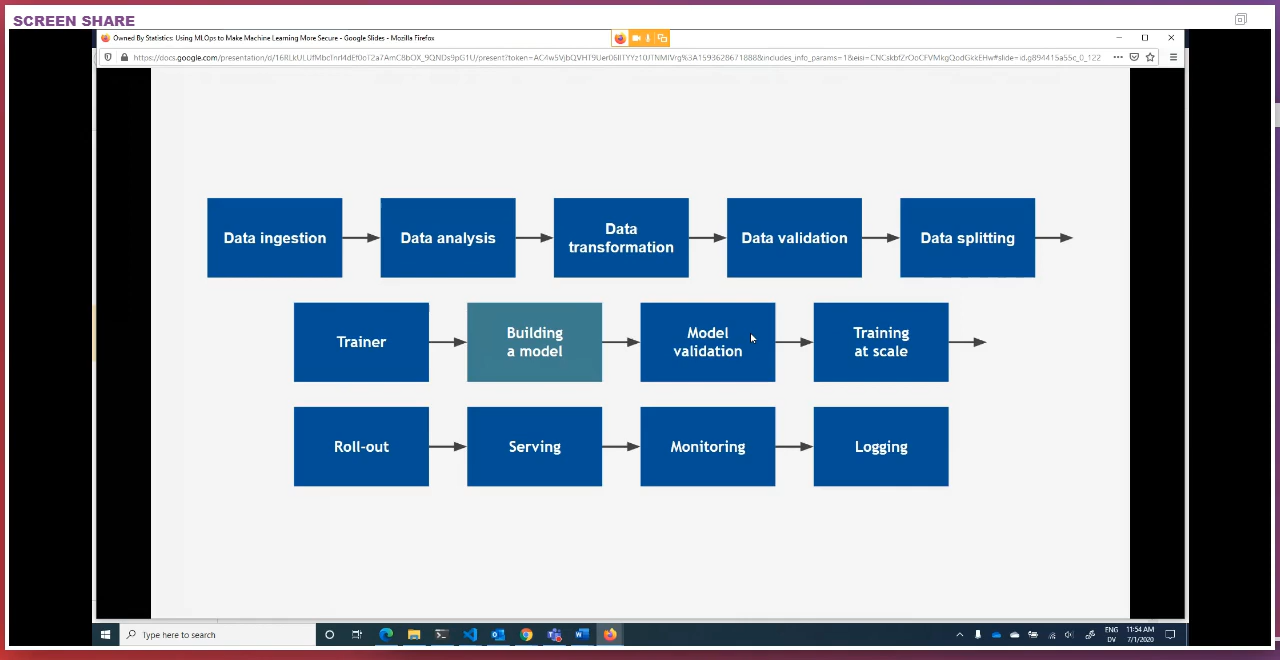 SCREEN SHARE
Owned By Statistics: Using MLOps to Make Machine Learning More Secure - Google Slides - Mozilla Firefox
Data ingestion
Data analysis
Data
transformation
Data validation
Data splitting
Trainer
Building
a model
Model
validation
Training
at scale
Roll-out
Serving
Monitoring
Logging
Type here to search
ENG
DV
11:54 AM
7/1/2020